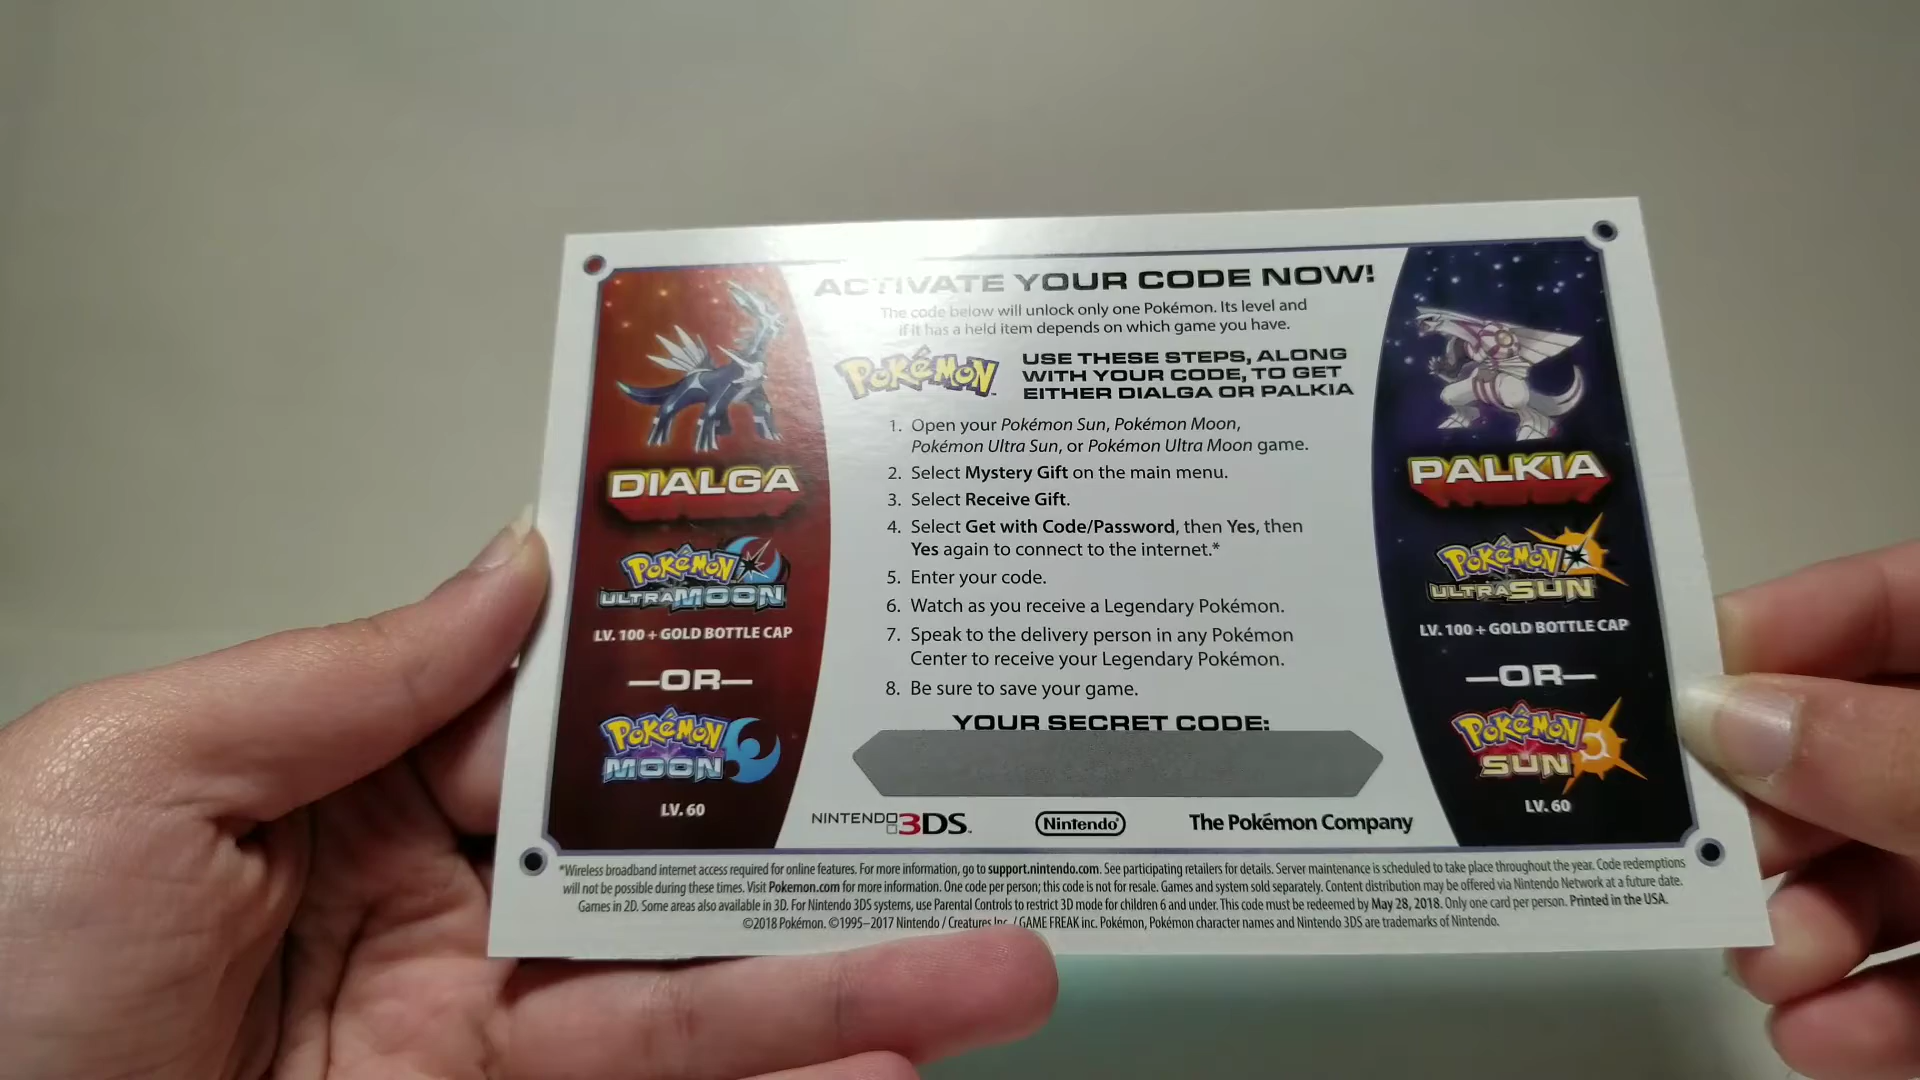 ACTIVATE YOUR CODE NOW!
The code below will unlock only one Pokémon. Its level and
if it has a held item depends on which game you have.
POKéMON
USE THESE STEPS, ALONG
WITH YOUR CODE, TO GET
EITHER DIALGA OR PALKIA
1. Open your Pokémon Sun, Pokémon Moon,
Pokémon Ultra Sun, or Pokémon Ultra Moon game.
2. Select Mystery Gift on the main menu.
3. Select Receive Gift.
4. Select Get with Code/Password, then Yes, then
Yes again to connect to the internet.*
5. Enter your code.
6. Watch as you receive a Legendary Pokémon.
7. Speak to the delivery person in any Pokémon
Center to receive your Legendary Pokémon.
8. Be sure to save your game.
YOUR SECRET CODE:
DIALGA
POKéMON
ULTRA MOON
LV. 100 + GOLD BOTTLE CAP
—OR—
POKéMON
MOON
LV. 60
PALKIA
POKéMON
ULTRA SUN
LV. 100 + GOLD BOTTLE CAP
—OR—
POKéMON
SUN
LV. 60
NINTENDO 3DS™
Nintendo®
The Pokémon Company
*Wireless broadband internet access required for online features. For more information, go to support.nintendo.com. See participating retailers for details. Server maintenance is scheduled to take place throughout the year. Code redemptions
will not be possible during these times. Visit Pokemon.com for more information. One code per person; this code is not for resale. Games and system sold separately. Content distribution may be offered via Nintendo Network at a future date.
Games in 2D. Some areas also available in 3D. For Nintendo 3DS systems, use Parental Controls to restrict 3D mode for children 6 and under. This code must be redeemed by May 28, 2018. Only one card per person. Printed in the USA.
©2018 Pokémon. ©1995–2017 Nintendo / Creatures Inc. / GAME FREAK inc. Pokémon, Pokémon character names and Nintendo 3DS are trademarks of Nintendo.